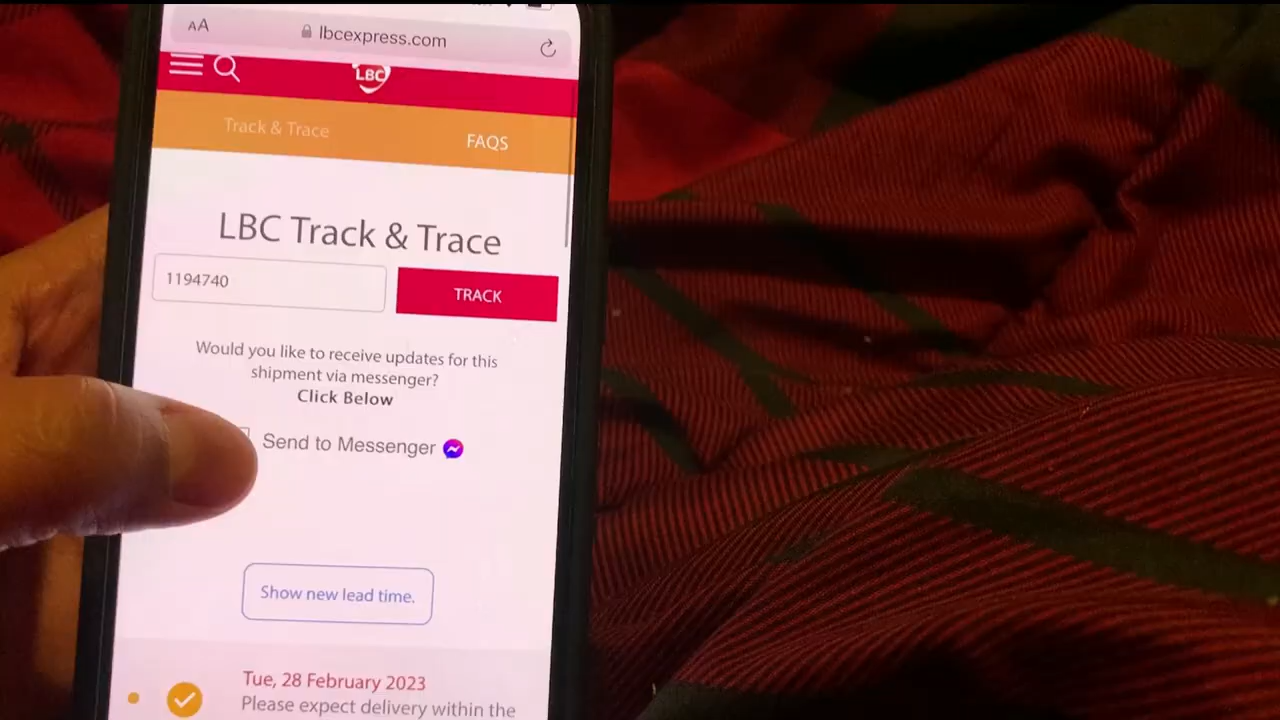 AA lbcexpress.com
LBC
Track & Trace FAQS
LBC Track & Trace
1194740 TRACK
Would you like to receive updates for this
shipment via messenger?
Click Below
Send to Messenger
Show new lead time.
Tue, 28 February 2023
Please expect delivery within the